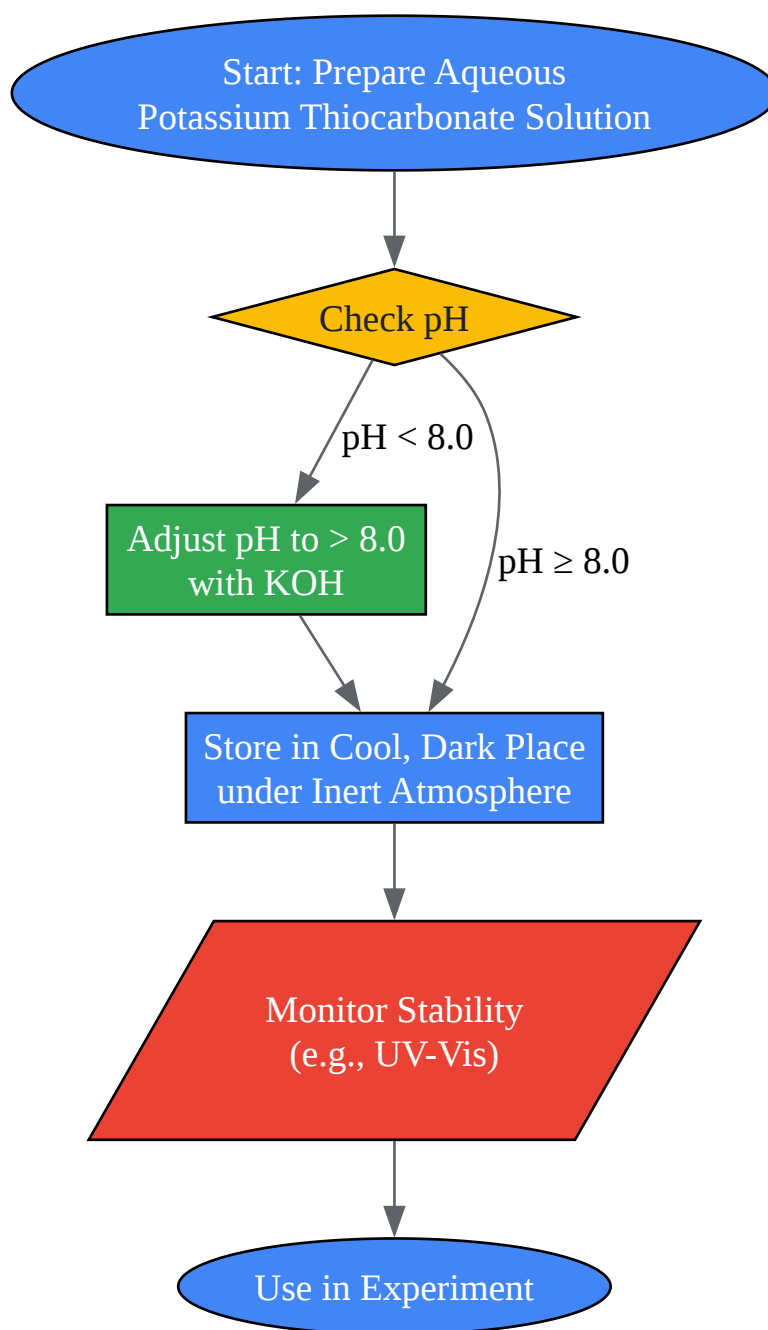 Start: Prepare Aqueous
Potassium Thiocarbonate Solution
Check pH
pH < 8.0
Adjust pH to > 8.0
with KOH
pH ≥ 8.0
Store in Cool, Dark Place
under Inert Atmosphere
Monitor Stability
(e.g., UV-Vis)
Use in Experiment